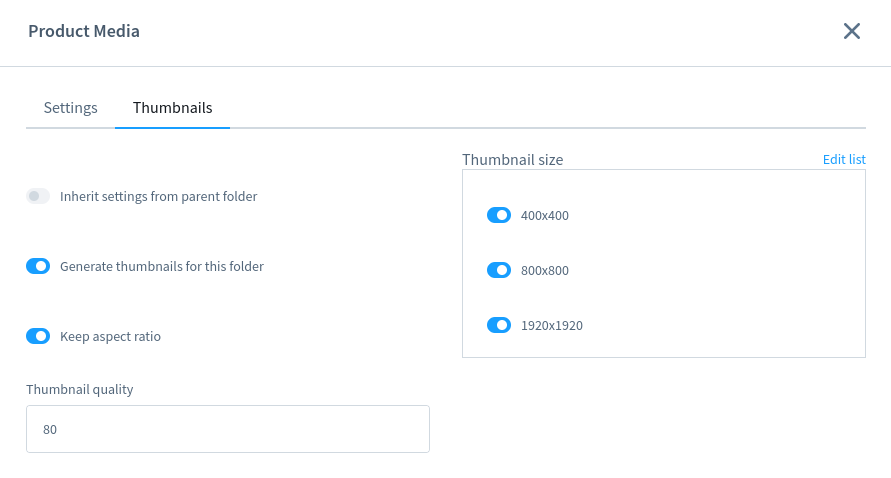 Product Media
Settings
Thumbnails
Inherit settings from parent folder
Generate thumbnails for this folder
Keep aspect ratio
Thumbnail quality
80
Thumbnail size
Edit list
400x400
800x800
1920x1920